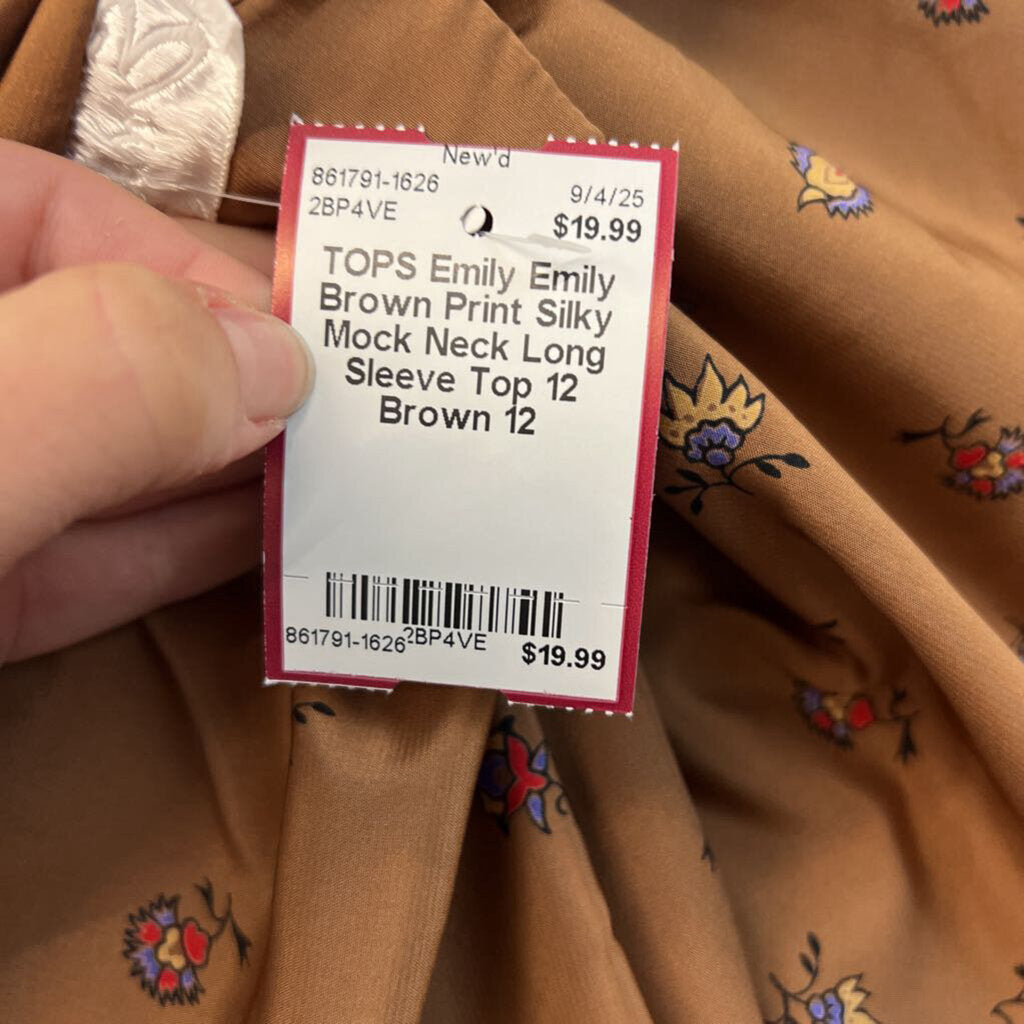 New'd
861791-1626 9/4/25
2BP4VE $19.99
TOPS Emily Emily
Brown Print Silky
Mock Neck Long
Sleeve Top 12
Brown 12
861791-1626 2BP4VE $19.99